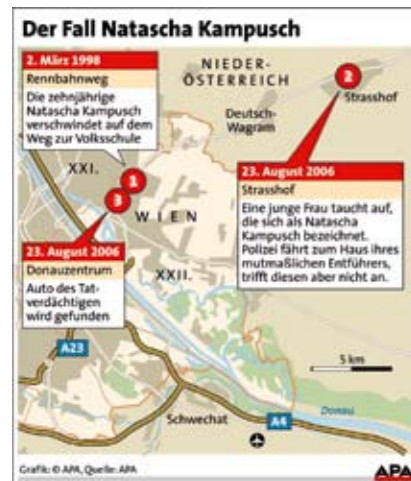 Der Fall Natascha Kampusch
2. März 1998
Rennbahnweg
Die zehnjährige
Natascha Kampusch
verschwindet auf dem
Weg zur Volksschule
NIEDER-
ÖSTERREICH
2
Strasshof
Deutsch-
Wagram
XXI.
1
3
WIEN
XXII.
23. August 2006
Strasshof
Eine junge Frau taucht auf,
die sich als Natascha
Kampusch bezeichnet.
Polizei fährt zum Haus ihres
mutmaßlichen Entführers,
trifft diesen aber nicht an.
23. August 2006
Donauzentrum
Auto des Tat-
verdächtigen
wird gefunden
A23
5 km
Schwechat
A4
Donau
Grafik: © APA, Quelle: APA
APA